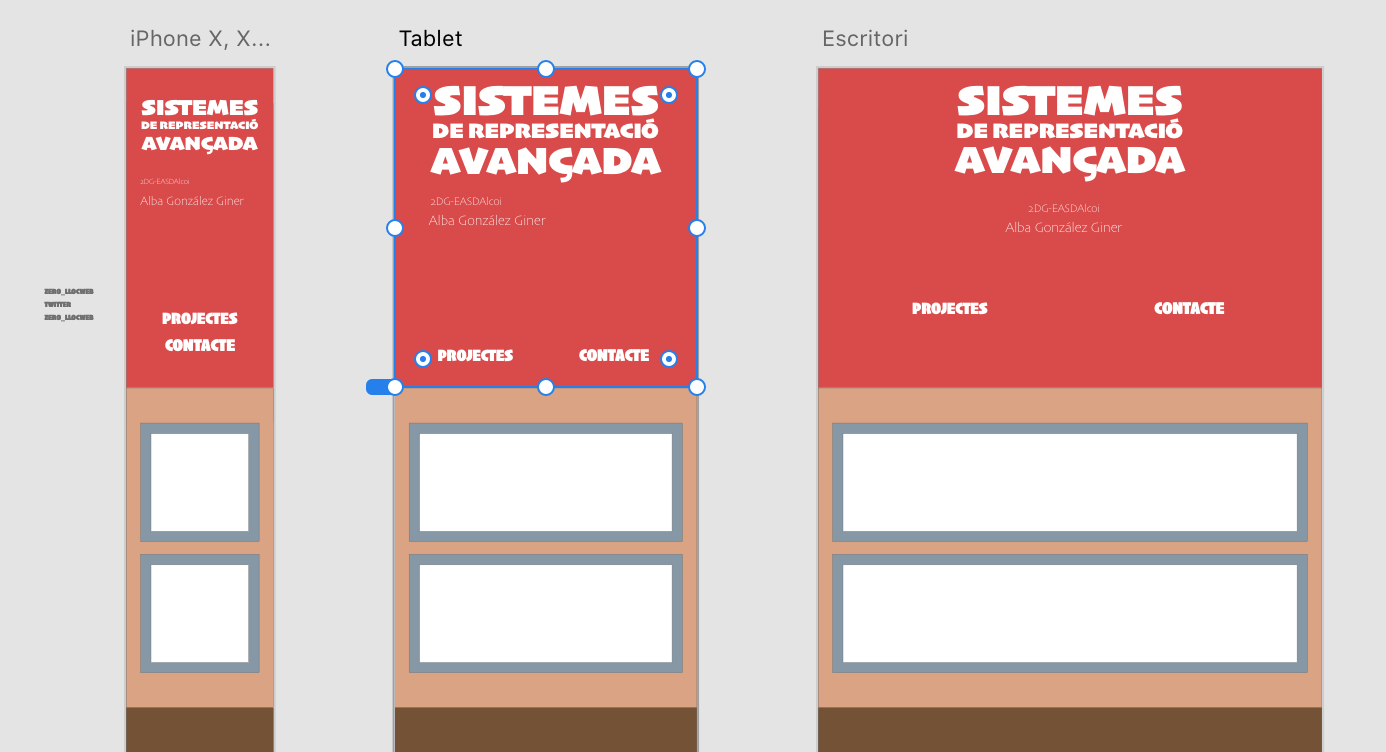 iPhone X, X...
Tablet
Escritori
SISTEMES
DE REPRESENTACIÓ
AVANÇADA
2DG-EASDAlcoi
Alba González Giner
PROJECTES
CONTACTE
SISTEMES
DE REPRESENTACIÓ
AVANÇADA
2DG-EASDAlcoi
Alba González Giner
PROJECTES
CONTACTE
SISTEMES
DE REPRESENTACIÓ
AVANÇADA
2DG-EASDAlcoi
Alba González Giner
PROJECTES
CONTACTE
ZERO_LLOCWEB
TWITTER
ZERO_LLOCWEB